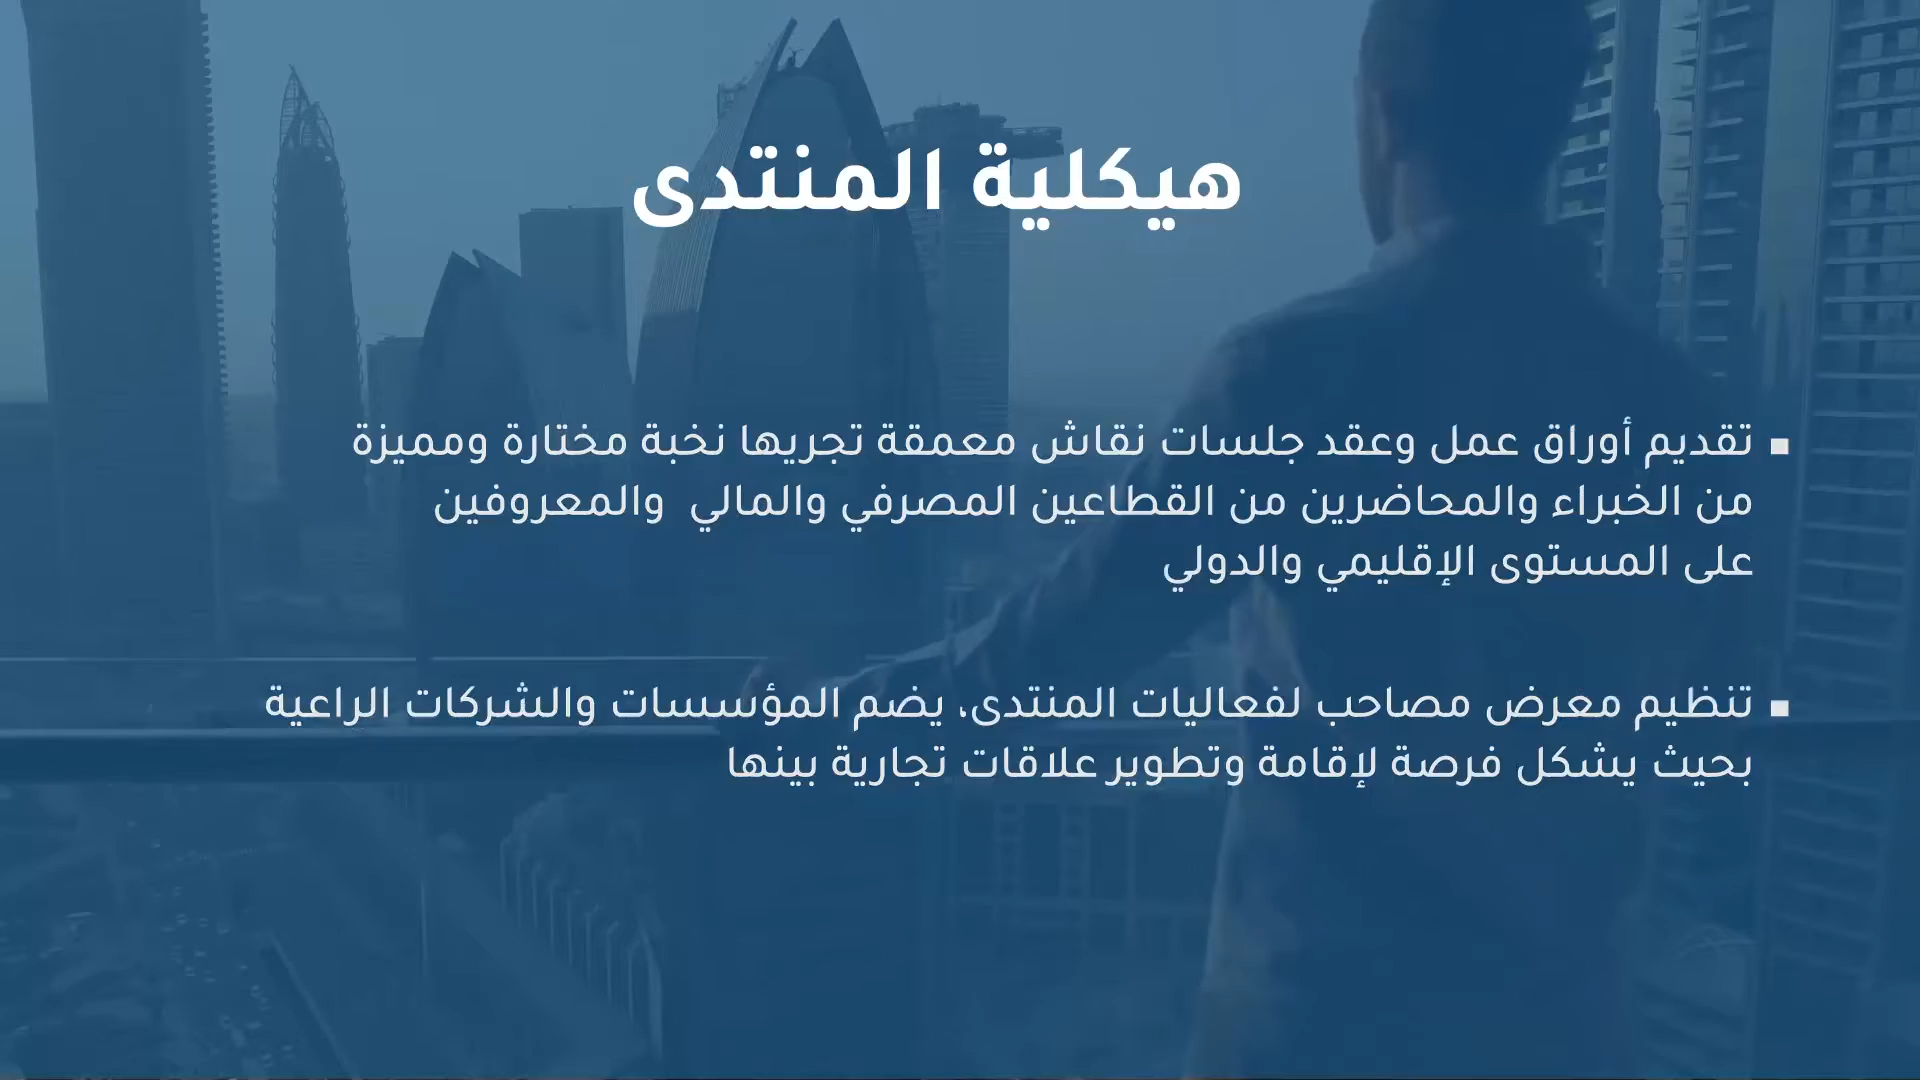 هيكلية المنتدى
▪ تقديم أوراق عمل وعقد جلسات نقاش معمقة تجريها نخبة مختارة ومميزة
من الخبراء والمحاضرين من القطاعين المصرفي والمالي  والمعروفين
على المستوى الإقليمي والدولي
▪ تنظيم معرض مصاحب لفعاليات المنتدى، يضم المؤسسات والشركات الراعية
بحيث يشكل فرصة لإقامة وتطوير علاقات تجارية بينها